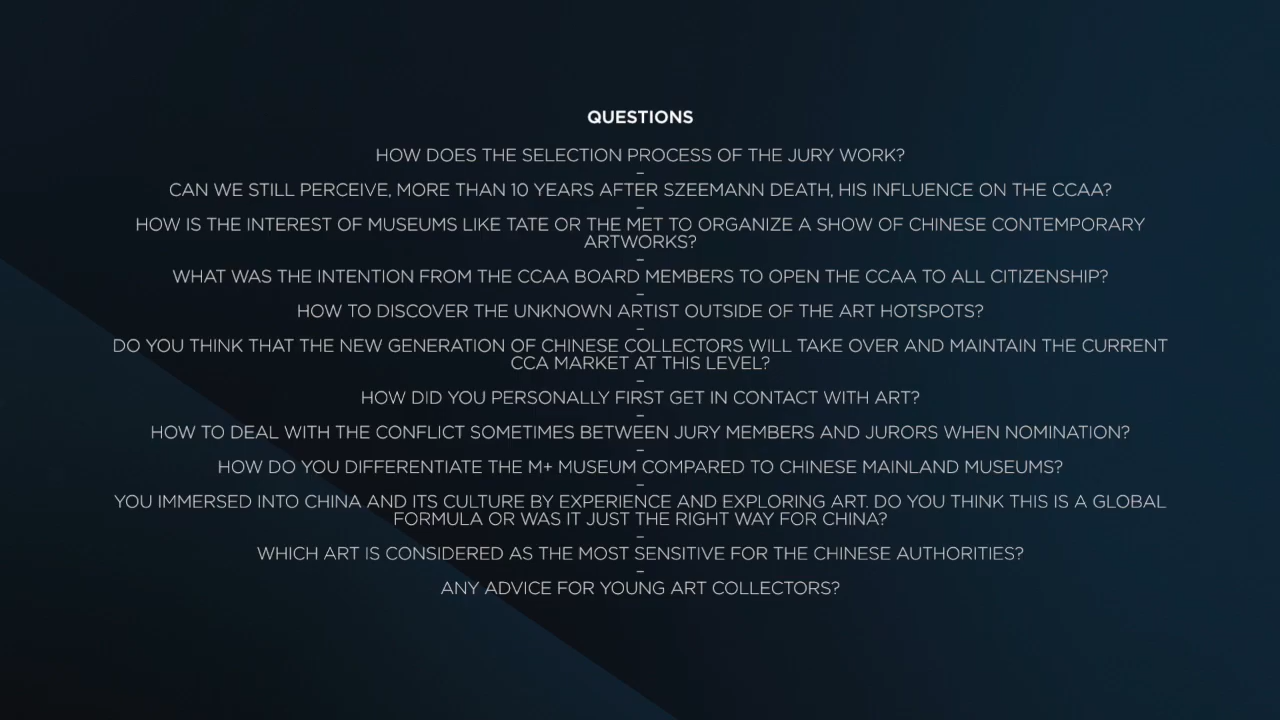 QUESTIONS
HOW DOES THE SELECTION PROCESS OF THE JURY WORK?
–
CAN WE STILL PERCEIVE, MORE THAN 10 YEARS AFTER SZEEMANN DEATH, HIS INFLUENCE ON THE CCAA?
–
HOW IS THE INTEREST OF MUSEUMS LIKE TATE OR THE MET TO ORGANIZE A SHOW OF CHINESE CONTEMPORARY
ARTWORKS?
–
WHAT WAS THE INTENTION FROM THE CCAA BOARD MEMBERS TO OPEN THE CCAA TO ALL CITIZENSHIP?
–
HOW TO DISCOVER THE UNKNOWN ARTIST OUTSIDE OF THE ART HOTSPOTS?
–
DO YOU THINK THAT THE NEW GENERATION OF CHINESE COLLECTORS WILL TAKE OVER AND MAINTAIN THE CURRENT
CCA MARKET AT THIS LEVEL?
–
HOW DID YOU PERSONALLY FIRST GET IN CONTACT WITH ART?
–
HOW TO DEAL WITH THE CONFLICT SOMETIMES BETWEEN JURY MEMBERS AND JURORS WHEN NOMINATION?
–
HOW DO YOU DIFFERENTIATE THE M+ MUSEUM COMPARED TO CHINESE MAINLAND MUSEUMS?
–
YOU IMMERSED INTO CHINA AND ITS CULTURE BY EXPERIENCE AND EXPLORING ART. DO YOU THINK THIS IS A GLOBAL
FORMULA OR WAS IT JUST THE RIGHT WAY FOR CHINA?
–
WHICH ART IS CONSIDERED AS THE MOST SENSITIVE FOR THE CHINESE AUTHORITIES?
–
ANY ADVICE FOR YOUNG ART COLLECTORS?